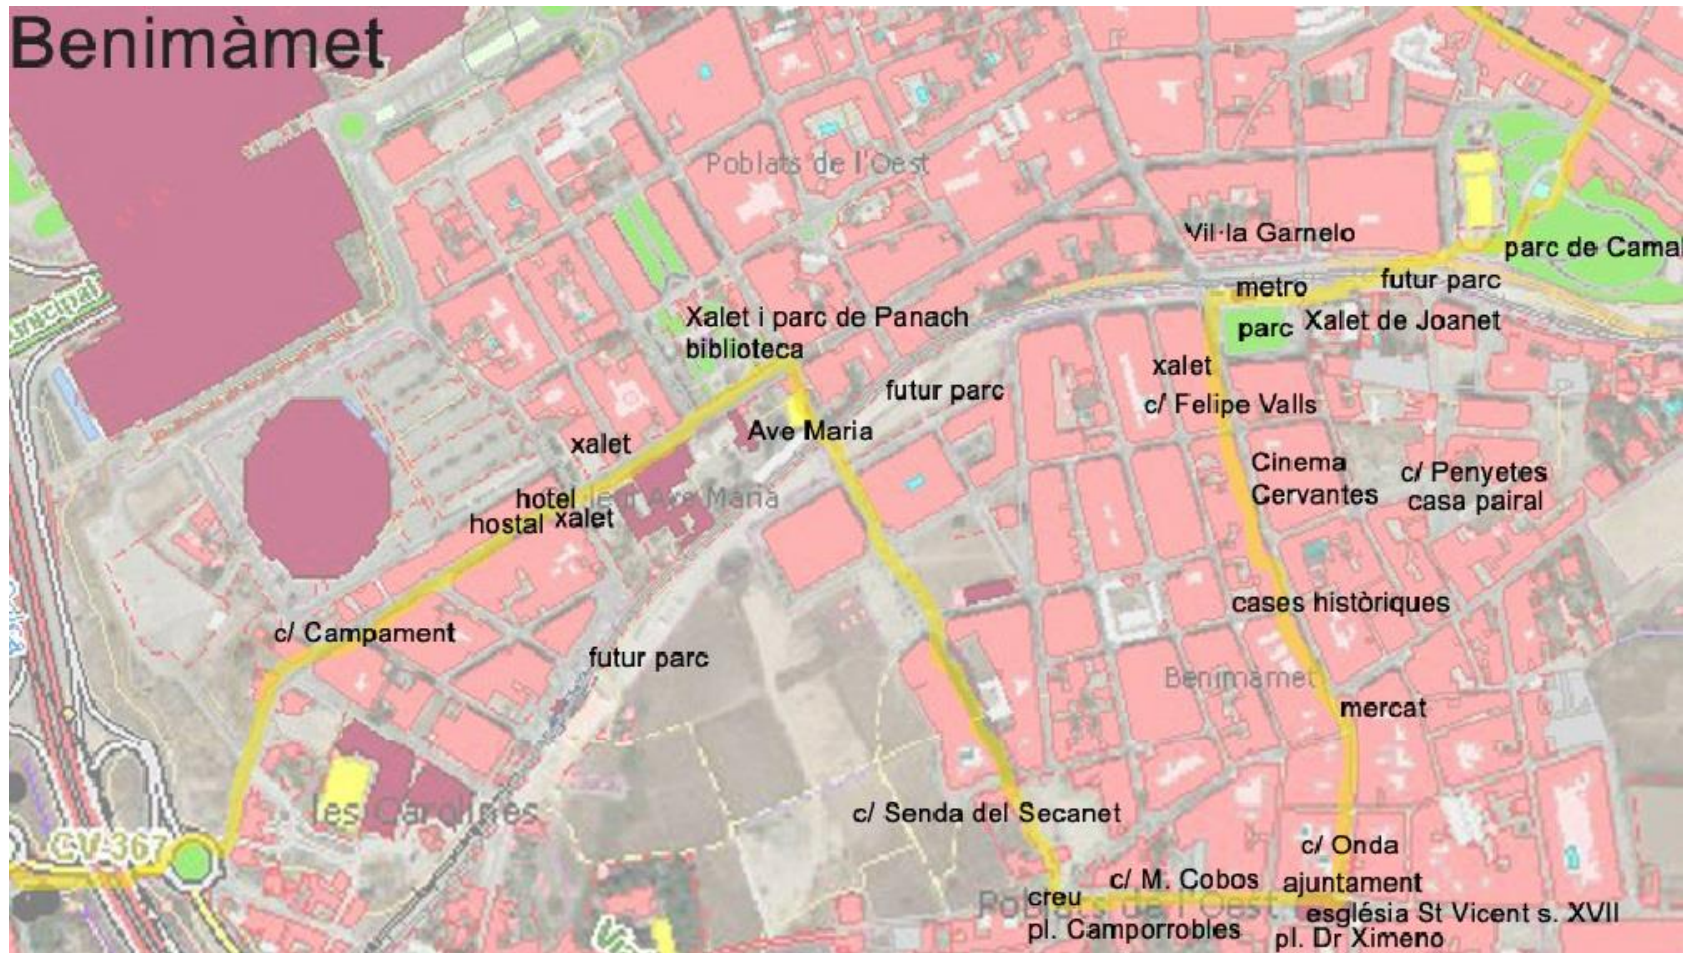 Benimàmet
Poblats de l'Oest
Vil·la Garnelo
parc de Camal
metro
futur parc
Xalet i parc de Panach
biblioteca
parc
Xalet de Joanet
xalet
futur parc
c/ Felipe Valls
Ave Maria
xalet
Cinema
Cervantes
c/ Penyetes
casa pairal
hotel
Ave Maria
hostal
xalet
cases històriques
c/ Campament
futur parc
Benimàmet
mercat
les Carolines
c/ Senda del Secanet
CV-367
c/ Onda
c/ M. Cobos
ajuntament
creu
Poblats de l'Oest
església St Vicent s. XVII
pl. Camporrobles
pl. Dr Ximeno